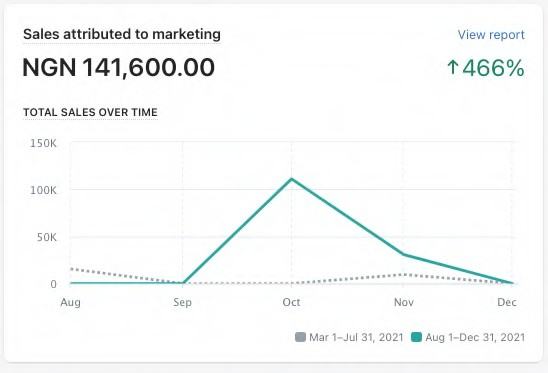 Sales attributed to marketing
View report
NGN 141,600.00
↑466%
TOTAL SALES OVER TIME
150K
100K
50K
0
Aug Sep Oct Nov Dec
Mar 1–Jul 31, 2021 Aug 1–Dec 31, 2021